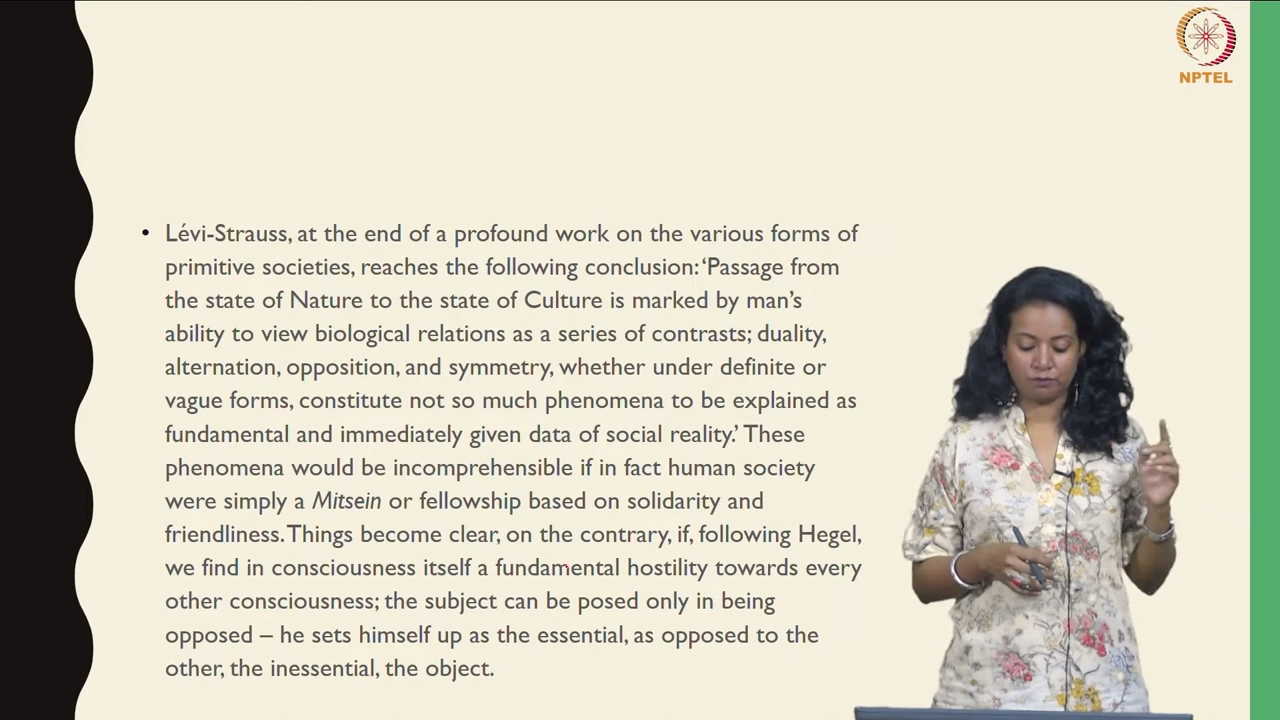 NPTEL
• Lévi-Strauss, at the end of a profound work on the various forms of
primitive societies, reaches the following conclusion: ‘Passage from
the state of Nature to the state of Culture is marked by man’s
ability to view biological relations as a series of contrasts; duality,
alternation, opposition, and symmetry, whether under definite or
vague forms, constitute not so much phenomena to be explained as
fundamental and immediately given data of social reality.’ These
phenomena would be incomprehensible if in fact human society
were simply a Mitsein or fellowship based on solidarity and
friendliness. Things become clear, on the contrary, if, following Hegel,
we find in consciousness itself a fundamental hostility towards every
other consciousness; the subject can be posed only in being
opposed – he sets himself up as the essential, as opposed to the
other, the inessential, the object.